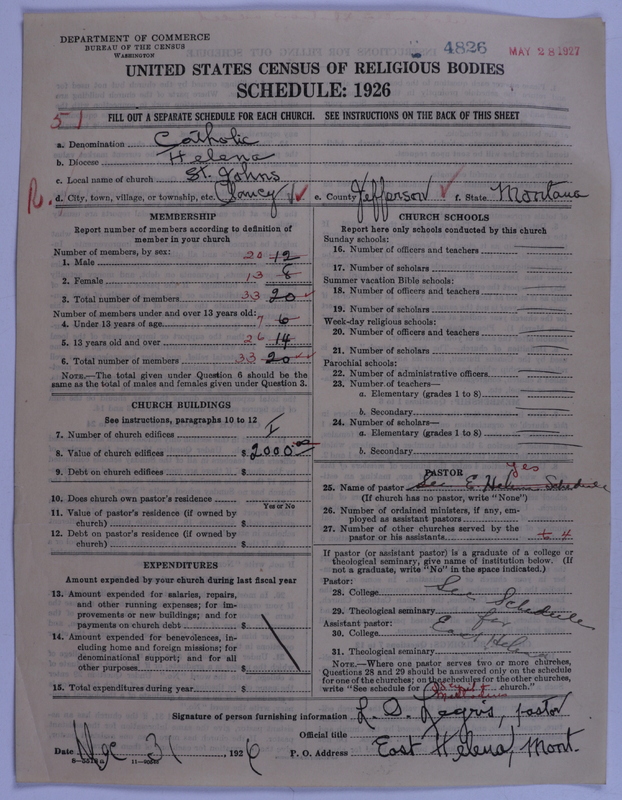 DEPARTMENT OF COMMERCE
BUREAU OF THE CENSUS
WASHINGTON
4826
MAY 28 1927
UNITED STATES CENSUS OF RELIGIOUS BODIES
SCHEDULE: 1926
51
FILL OUT A SEPARATE SCHEDULE FOR EACH CHURCH. SEE INSTRUCTIONS ON THE BACK OF THIS SHEET
a. Denomination Catholic
b. Diocese Helena
c. Local name of church St. Johns
R. d. City, town, village, or township, etc. Clancy e. County Jefferson f. State Montana
MEMBERSHIP
Report number of members according to definition of
member in your church
Number of members, by sex:
1. Male 20 12
2. Female 13 8
3. Total number of members 33 20
Number of members under and over 13 years old:
4. Under 13 years of age 7 6
5. 13 years old and over 26 14
6. Total number of members 33 20
NOTE.—The total given under Question 6 should be the
same as the total of males and females given under Question 3.
CHURCH BUILDINGS
See instructions, paragraphs 10 to 12
7. Number of church edifices I
8. Value of church edifices $ 2000.00
9. Debt on church edifices $
10. Does church own pastor's residence
Yes or No
11. Value of pastor's residence (if owned by
church) $
12. Debt on pastor's residence (if owned by
church) $
EXPENDITURES
Amount expended by your church during last fiscal year
13. Amount expended for salaries, repairs,
and other running expenses; for im-
provements or new buildings; and for
payments on church debt $
14. Amount expended for benevolences, in-
cluding home and foreign missions; for
denominational support; and for all
other purposes $
15. Total expenditures during year $
CHURCH SCHOOLS
Report here only schools conducted by this church
Sunday schools:
16. Number of officers and teachers
17. Number of scholars
Summer vacation Bible schools:
18. Number of officers and teachers
19. Number of scholars
Week-day religious schools:
20. Number of officers and teachers
21. Number of scholars
Parochial schools:
22. Number of administrative officers
23. Number of teachers—
a. Elementary (grades 1 to 8)
b. Secondary
24. Number of scholars—
a. Elementary (grades 1 to 8)
b. Secondary
PASTOR
yes
25. Name of pastor See E. Helena Schedule
(If church has no pastor, write "None")
26. Number of ordained ministers, if any, em-
ployed as assistant pastors
27. Number of other churches served by the
pastor or his assistants 4
If pastor (or assistant pastor) is a graduate of a college or
theological seminary, give name of institution below. (If
not a graduate, write "No" in the space indicated.)
Pastor:
28. College See Schedule
29. Theological seminary for
Assistant pastor:
30. College East Helena
31. Theological seminary
NOTE.—Where one pastor serves two or more churches,
Questions 28 and 29 should be answered only on the schedule
for one of the churches; on the schedules for the other churches,
write "See schedule for church."
Signature of person furnishing information L. D. Legris, pastor
Official title
Date Dec 31, 1926 P. O. Address East Helena, Mont.
11—90546